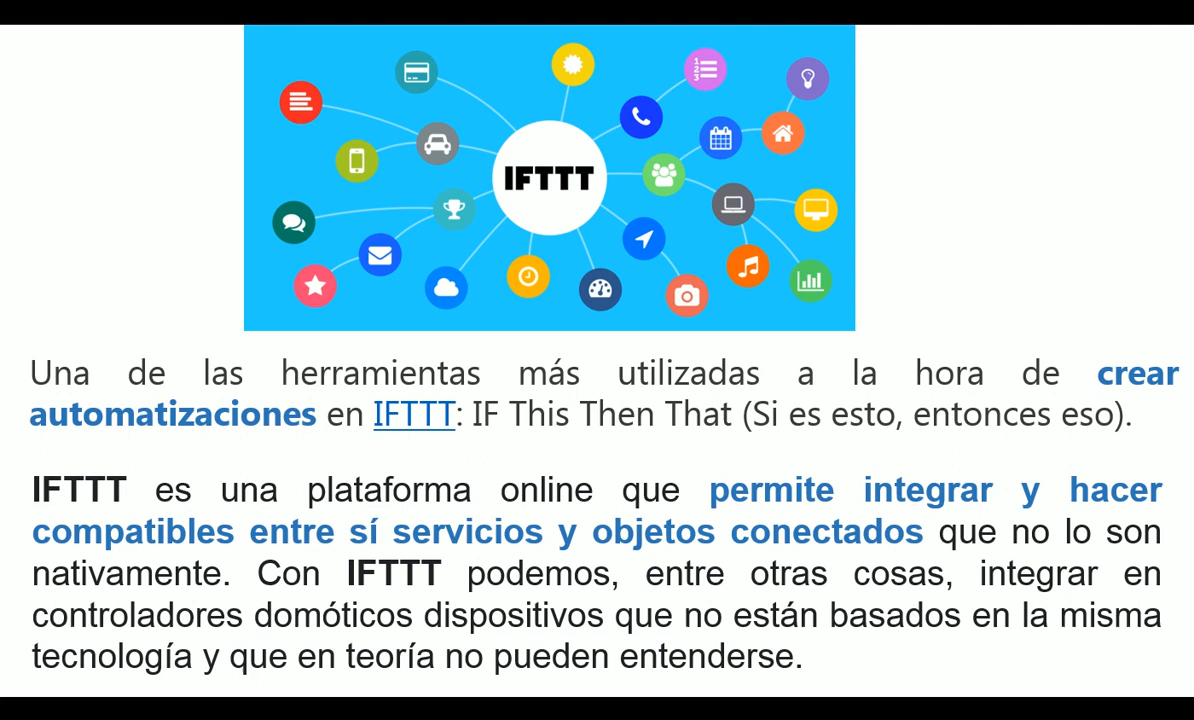 IFTTT
1
2
3
Una de las herramientas más utilizadas a la hora de crear
automatizaciones en IFTTT: IF This Then That (Si es esto, entonces eso).
IFTTT es una plataforma online que permite integrar y hacer
compatibles entre sí servicios y objetos conectados que no lo son
nativamente. Con IFTTT podemos, entre otras cosas, integrar en
controladores domóticos dispositivos que no están basados en la misma
tecnología y que en teoría no pueden entenderse.